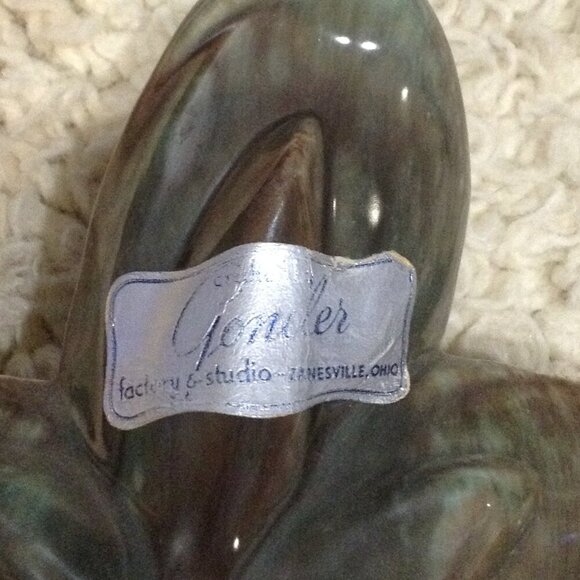 Gonder
factory & studio - ZANESVILLE, OHIO